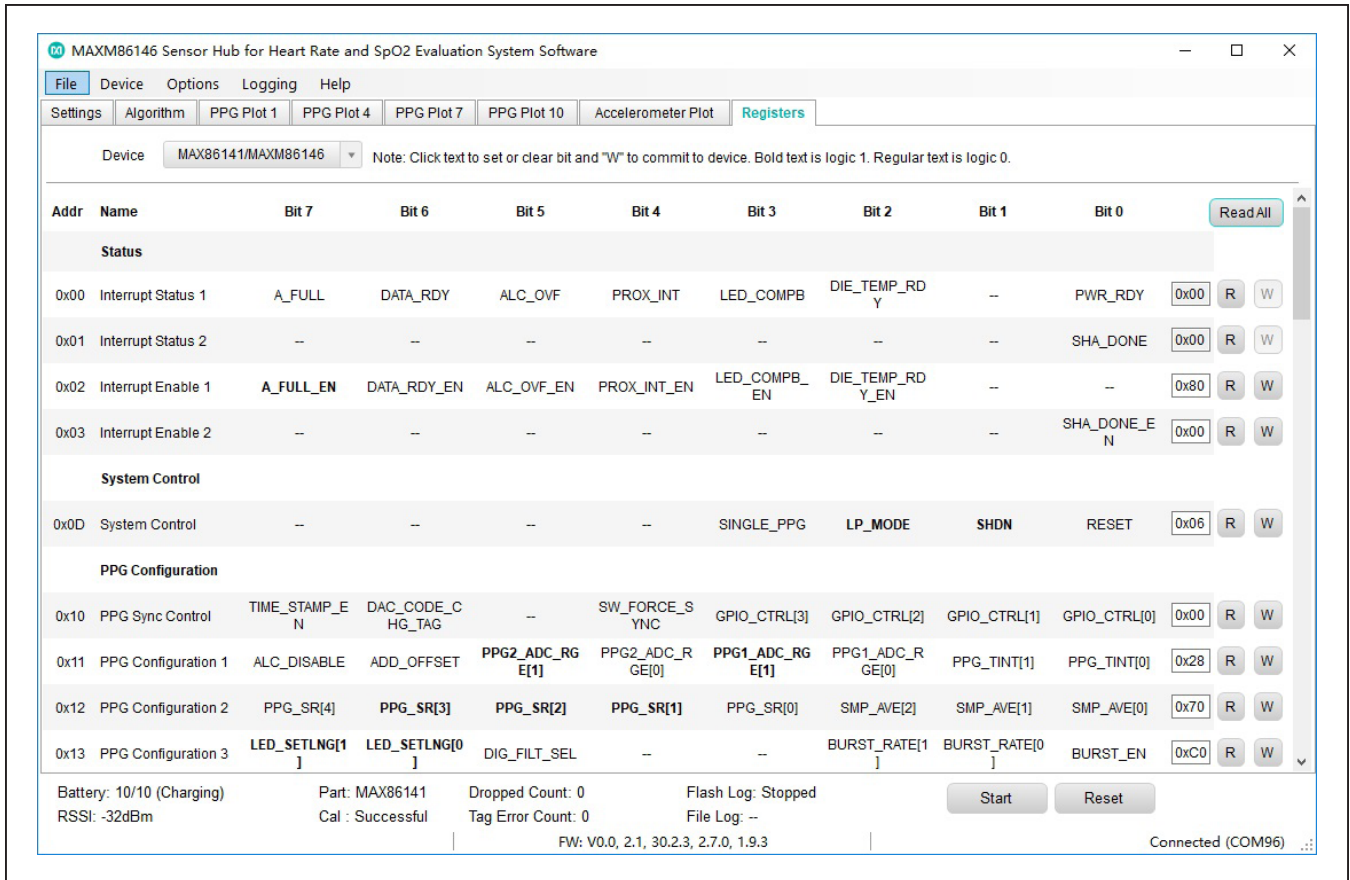 MAXM86146 Sensor Hub for Heart Rate and SpO2 Evaluation System Software
File Device Options Logging Help
Settings Algorithm PPG Plot 1 PPG Plot 4 PPG Plot 7 PPG Plot 10 Accelerometer Plot Registers
Device MAX86141/MAXM86146 Note: Click text to set or clear bit and "W" to commit to device. Bold text is logic 1. Regular text is logic 0.
Addr Name Bit 7 Bit 6 Bit 5 Bit 4 Bit 3 Bit 2 Bit 1 Bit 0 Read All
Status
0x00 Interrupt Status 1 A_FULL DATA_RDY ALC_OVF PROX_INT LED_COMPB DIE_TEMP_RDY -- PWR_RDY 0x00 R W
0x01 Interrupt Status 2 -- -- -- -- -- -- -- SHA_DONE 0x00 R W
0x02 Interrupt Enable 1 A_FULL_EN DATA_RDY_EN ALC_OVF_EN PROX_INT_EN LED_COMPB_EN DIE_TEMP_RDY_EN -- -- 0x80 R W
0x03 Interrupt Enable 2 -- -- -- -- -- -- -- SHA_DONE_EN 0x00 R W
System Control
0x0D System Control -- -- -- -- SINGLE_PPG LP_MODE SHDN RESET 0x06 R W
PPG Configuration
0x10 PPG Sync Control TIME_STAMP_EN DAC_CODE_CHG_TAG -- SW_FORCE_SYNC GPIO_CTRL[3] GPIO_CTRL[2] GPIO_CTRL[1] GPIO_CTRL[0] 0x00 R W
0x11 PPG Configuration 1 ALC_DISABLE ADD_OFFSET PPG2_ADC_RGE[1] PPG2_ADC_RGE[0] PPG1_ADC_RGE[1] PPG1_ADC_RGE[0] PPG_TINT[1] PPG_TINT[0] 0x28 R W
0x12 PPG Configuration 2 PPG_SR[4] PPG_SR[3] PPG_SR[2] PPG_SR[1] PPG_SR[0] SMP_AVE[2] SMP_AVE[1] SMP_AVE[0] 0x70 R W
0x13 PPG Configuration 3 LED_SETLNG[1] LED_SETLNG[0] DIG_FILT_SEL -- -- BURST_RATE[1] BURST_RATE[0] BURST_EN 0xC0 R W
Battery: 10/10 (Charging) Part: MAX86141 Dropped Count: 0 Flash Log: Stopped Start Reset
RSSI: -32dBm Cal : Successful Tag Error Count: 0 File Log: --
FW: V0.0, 2.1, 30.2.3, 2.7.0, 1.9.3 Connected (COM96)